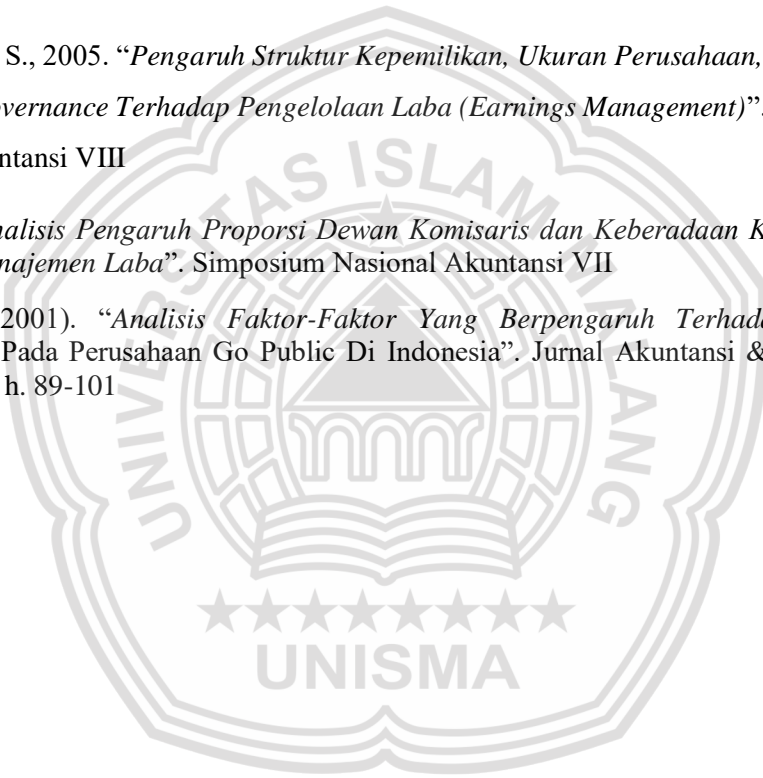 S., 2005. “Pengaruh Struktur Kepemilikan, Ukuran Perusahaan,
overnance Terhadap Pengelolaan Laba (Earnings Management)”.
ntansi VIII
nalisis Pengaruh Proporsi Dewan Komisaris dan Keberadaan K
najemen Laba”. Simposium Nasional Akuntansi VII
2001). “Analisis Faktor-Faktor Yang Berpengaruh Terhada
Pada Perusahaan Go Public Di Indonesia”. Jurnal Akuntansi &
h. 89-101
UNIVERSITAS ISLAM MALANG
UNISMA